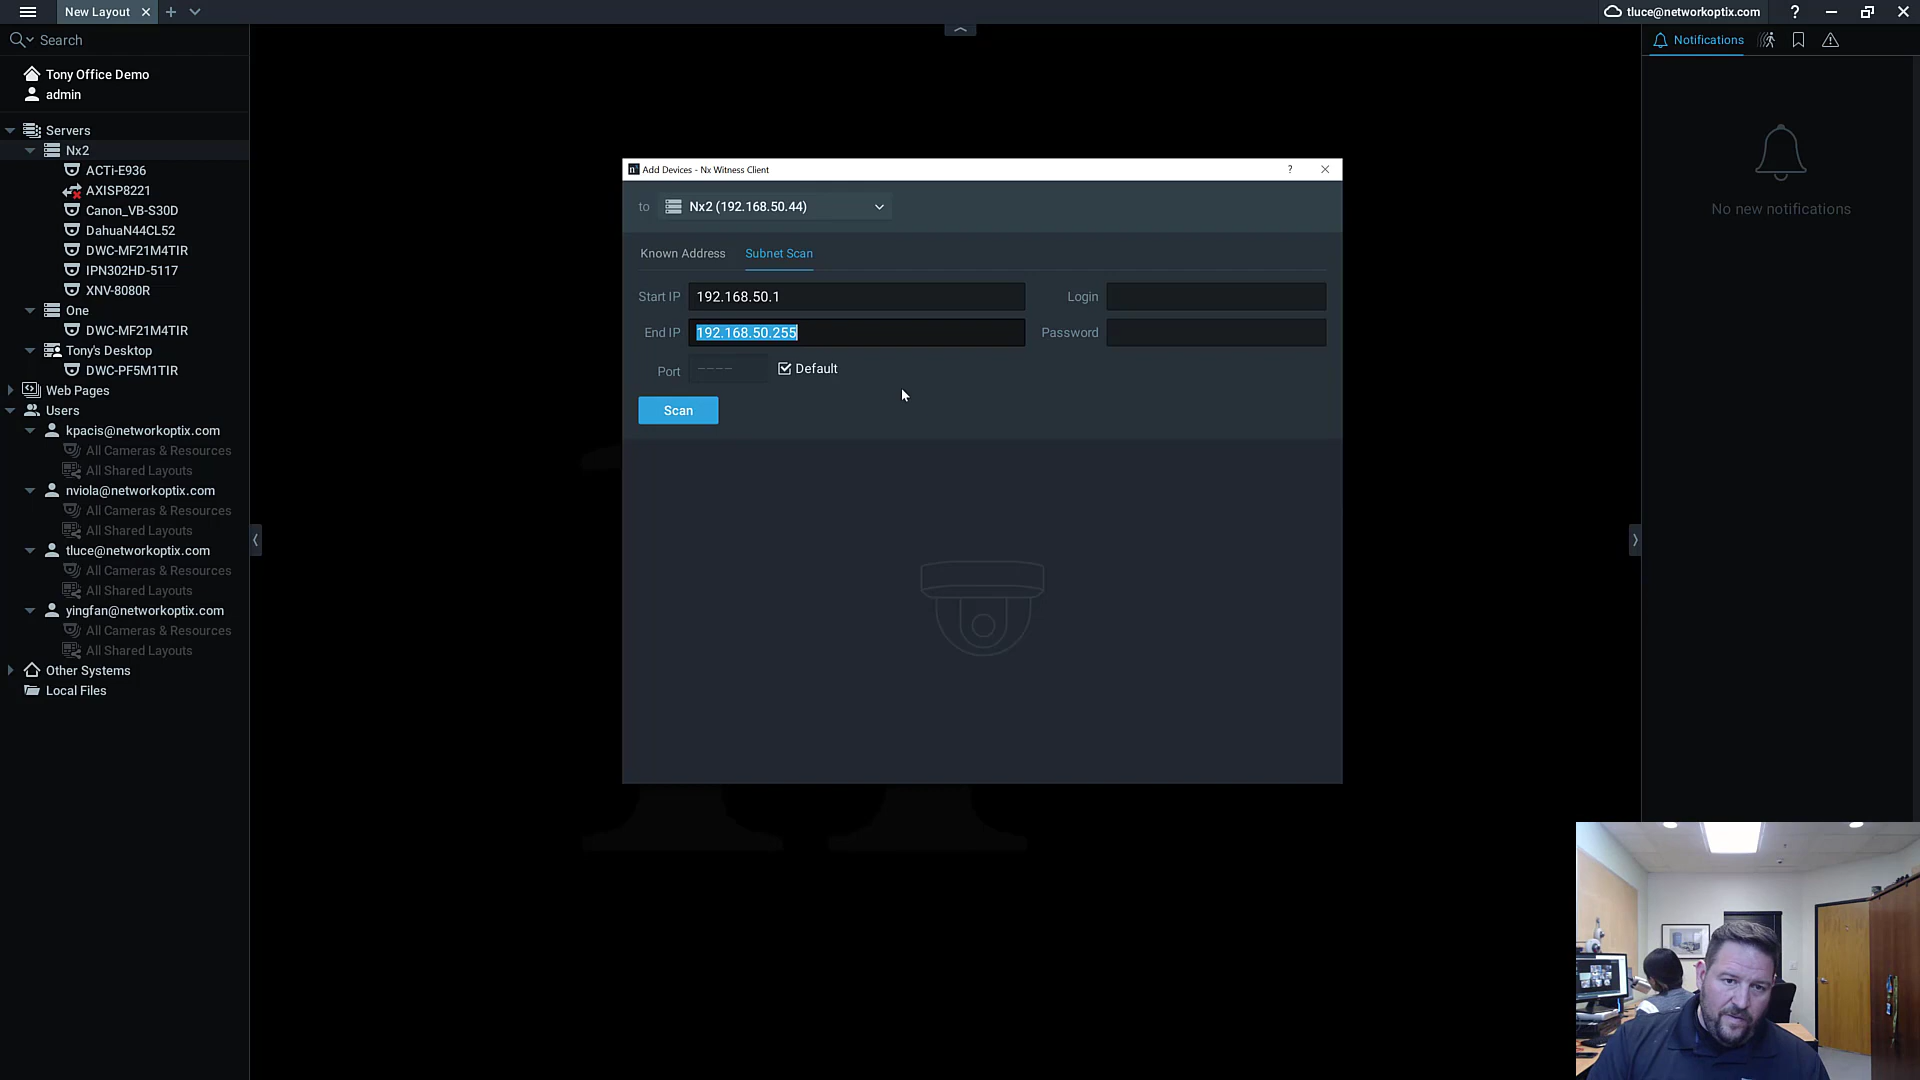 New Layout
tluce@networkoptix.com
?
Search
Notifications
Tony Office Demo
admin
Servers
Nx2
ACTi-E936
AXISP8221
Canon_VB-S30D
DahuaN44CL52
DWC-MF21M4TIR
IPN302HD-5117
XNV-8080R
One
DWC-MF21M4TIR
Tony's Desktop
DWC-PF5M1TIR
Web Pages
Users
kpacis@networkoptix.com
All Cameras & Resources
All Shared Layouts
nviola@networkoptix.com
All Cameras & Resources
All Shared Layouts
tluce@networkoptix.com
All Cameras & Resources
All Shared Layouts
yingfan@networkoptix.com
All Cameras & Resources
All Shared Layouts
Other Systems
Local Files
Add Devices - Nx Witness Client
?
to Nx2 (192.168.50.44)
Known Address Subnet Scan
Start IP 192.168.50.1 Login
End IP 192.168.50.255 Password
Port ---- Default
Scan
No new notifications